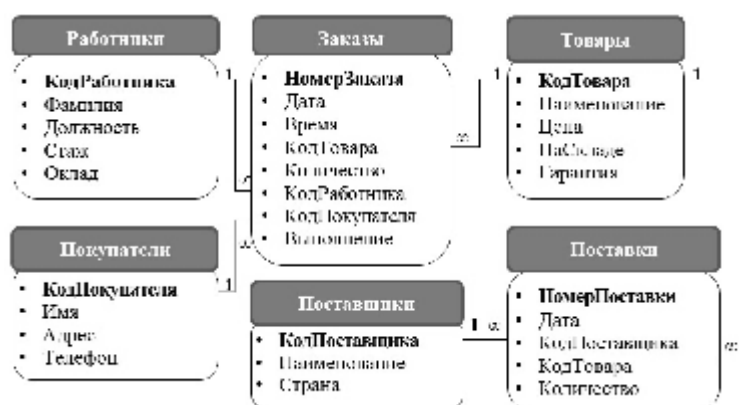 Работники
• КодРаботника
• Фамилия
• Должность
• Стаж
• Оклад
Заказы
• НомерЗаказа
• Дата
• Время
• КодТовара
• Количество
• КодРаботника
• КодПокупателя
• Выполнение
Товары
• КодТовара
• Наименование
• Цена
• НаСкладе
• Гарантия
1
∞
1
∞
1
Покупатели
• КодПокупателя
• Имя
• Адрес
• Телефон
1
∞
Поставщики
• КодПоставщика
• Наименование
• Страна
1
∞
Поставки
• НомерПоставки
• Дата
• КодПоставщика
• КодТовара
• Количество
∞